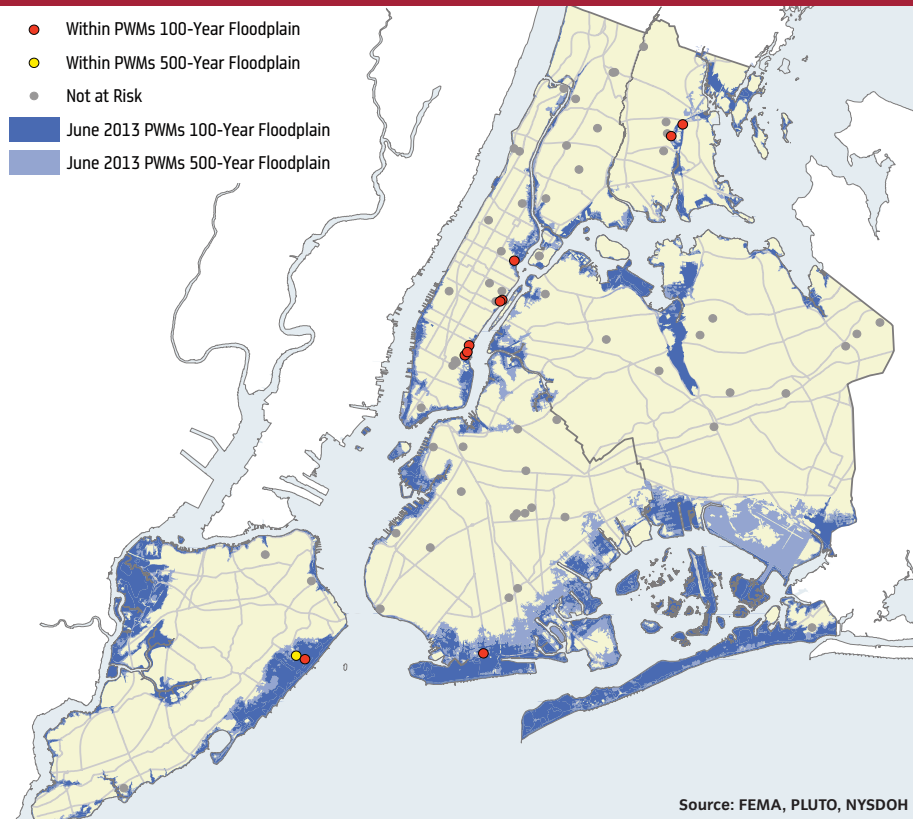 Within PWMs 100-Year Floodplain
Within PWMs 500-Year Floodplain
Not at Risk
June 2013 PWMs 100-Year Floodplain
June 2013 PWMs 500-Year Floodplain
Source: FEMA, PLUTO, NYSDOH